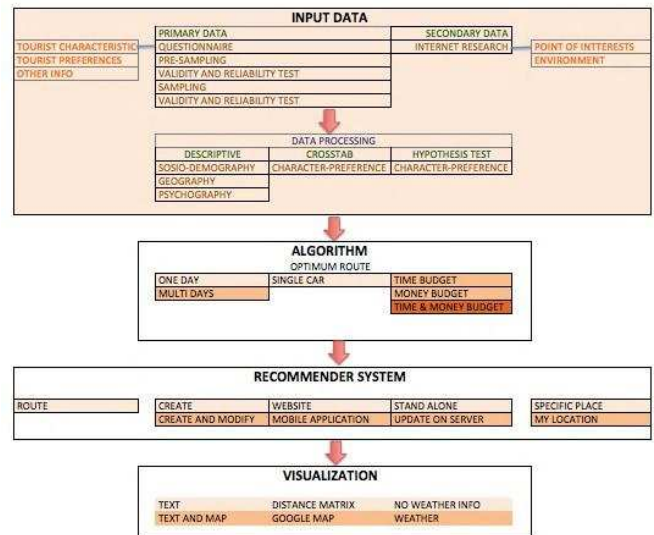 INPUT DATA
PRIMARY DATA SECONDARY DATA
TOURIST CHARACTERISTIC QUESTIONNAIRE INTERNET RESEARCH POINT OF INTTERESTS
TOURIST PREFERENCES PRE-SAMPLING ENVIRONMENT
OTHER INFO VALIDITY AND RELIABILITY TEST
SAMPLING
VALIDITY AND RELIABILITY TEST
DATA PROCESSING
DESCRIPTIVE CROSSTAB HYPOTHESIS TEST
SOSIO-DEMOGRAPHY CHARACTER-PREFERENCE CHARACTER-PREFERENCE
GEOGRAPHY
PSYCHOGRAPHY
ALGORITHM
OPTIMUM ROUTE
ONE DAY SINGLE CAR TIME BUDGET
MULTI DAYS MONEY BUDGET
TIME & MONEY BUDGET
RECOMMENDER SYSTEM
ROUTE CREATE WEBSITE STAND ALONE SPECIFIC PLACE
CREATE AND MODIFY MOBILE APPLICATION UPDATE ON SERVER MY LOCATION
VISUALIZATION
TEXT DISTANCE MATRIX NO WEATHER INFO
TEXT AND MAP GOOGLE MAP WEATHER